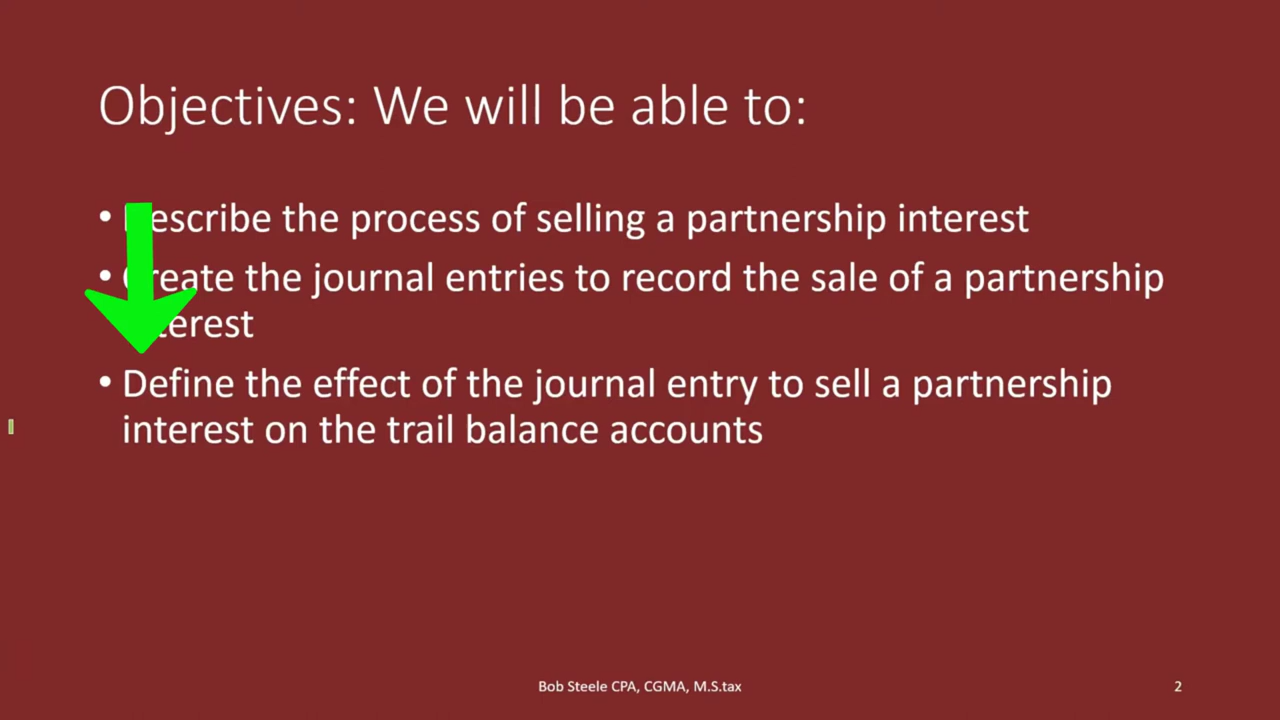 Objectives: We will be able to:
• Describe the process of selling a partnership interest
• Create the journal entries to record the sale of a partnership
interest
• Define the effect of the journal entry to sell a partnership
interest on the trail balance accounts
Bob Steele CPA, CGMA, M.S.tax
2